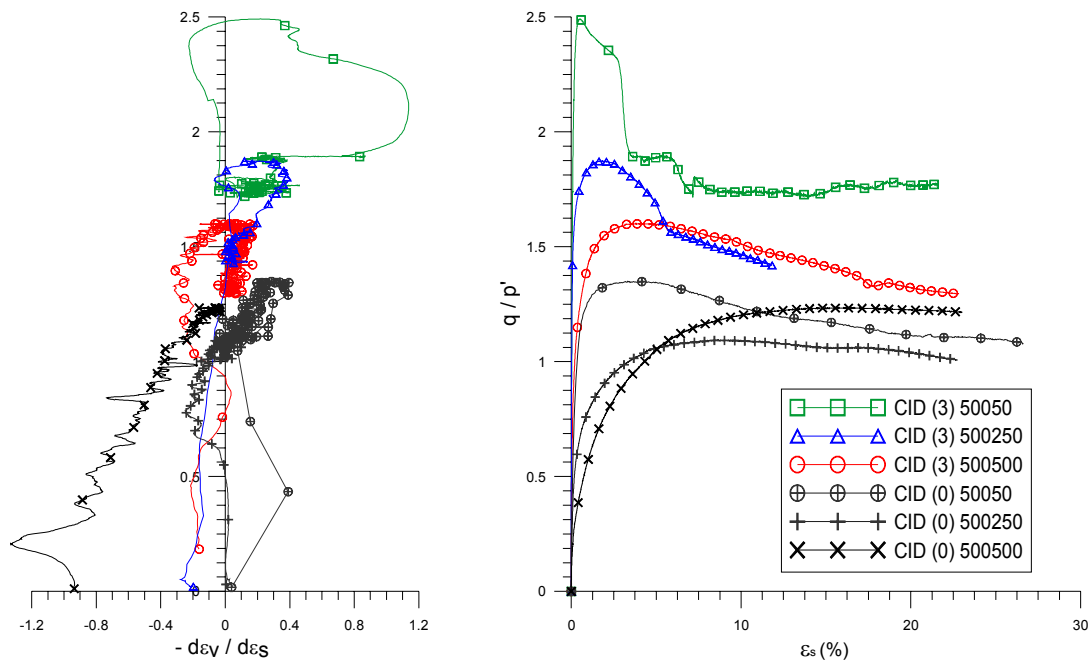 2.5
2
1
0.5
-1.2
-0.8
-0.4
0
0.4
0.8
1.2
- dεv / dεs
2.5
2
1.5
1
0.5
0
q / p'
0
10
20
30
εs (%)
CID (3) 50050
CID (3) 500250
CID (3) 500500
CID (0) 50050
CID (0) 500250
CID (0) 500500